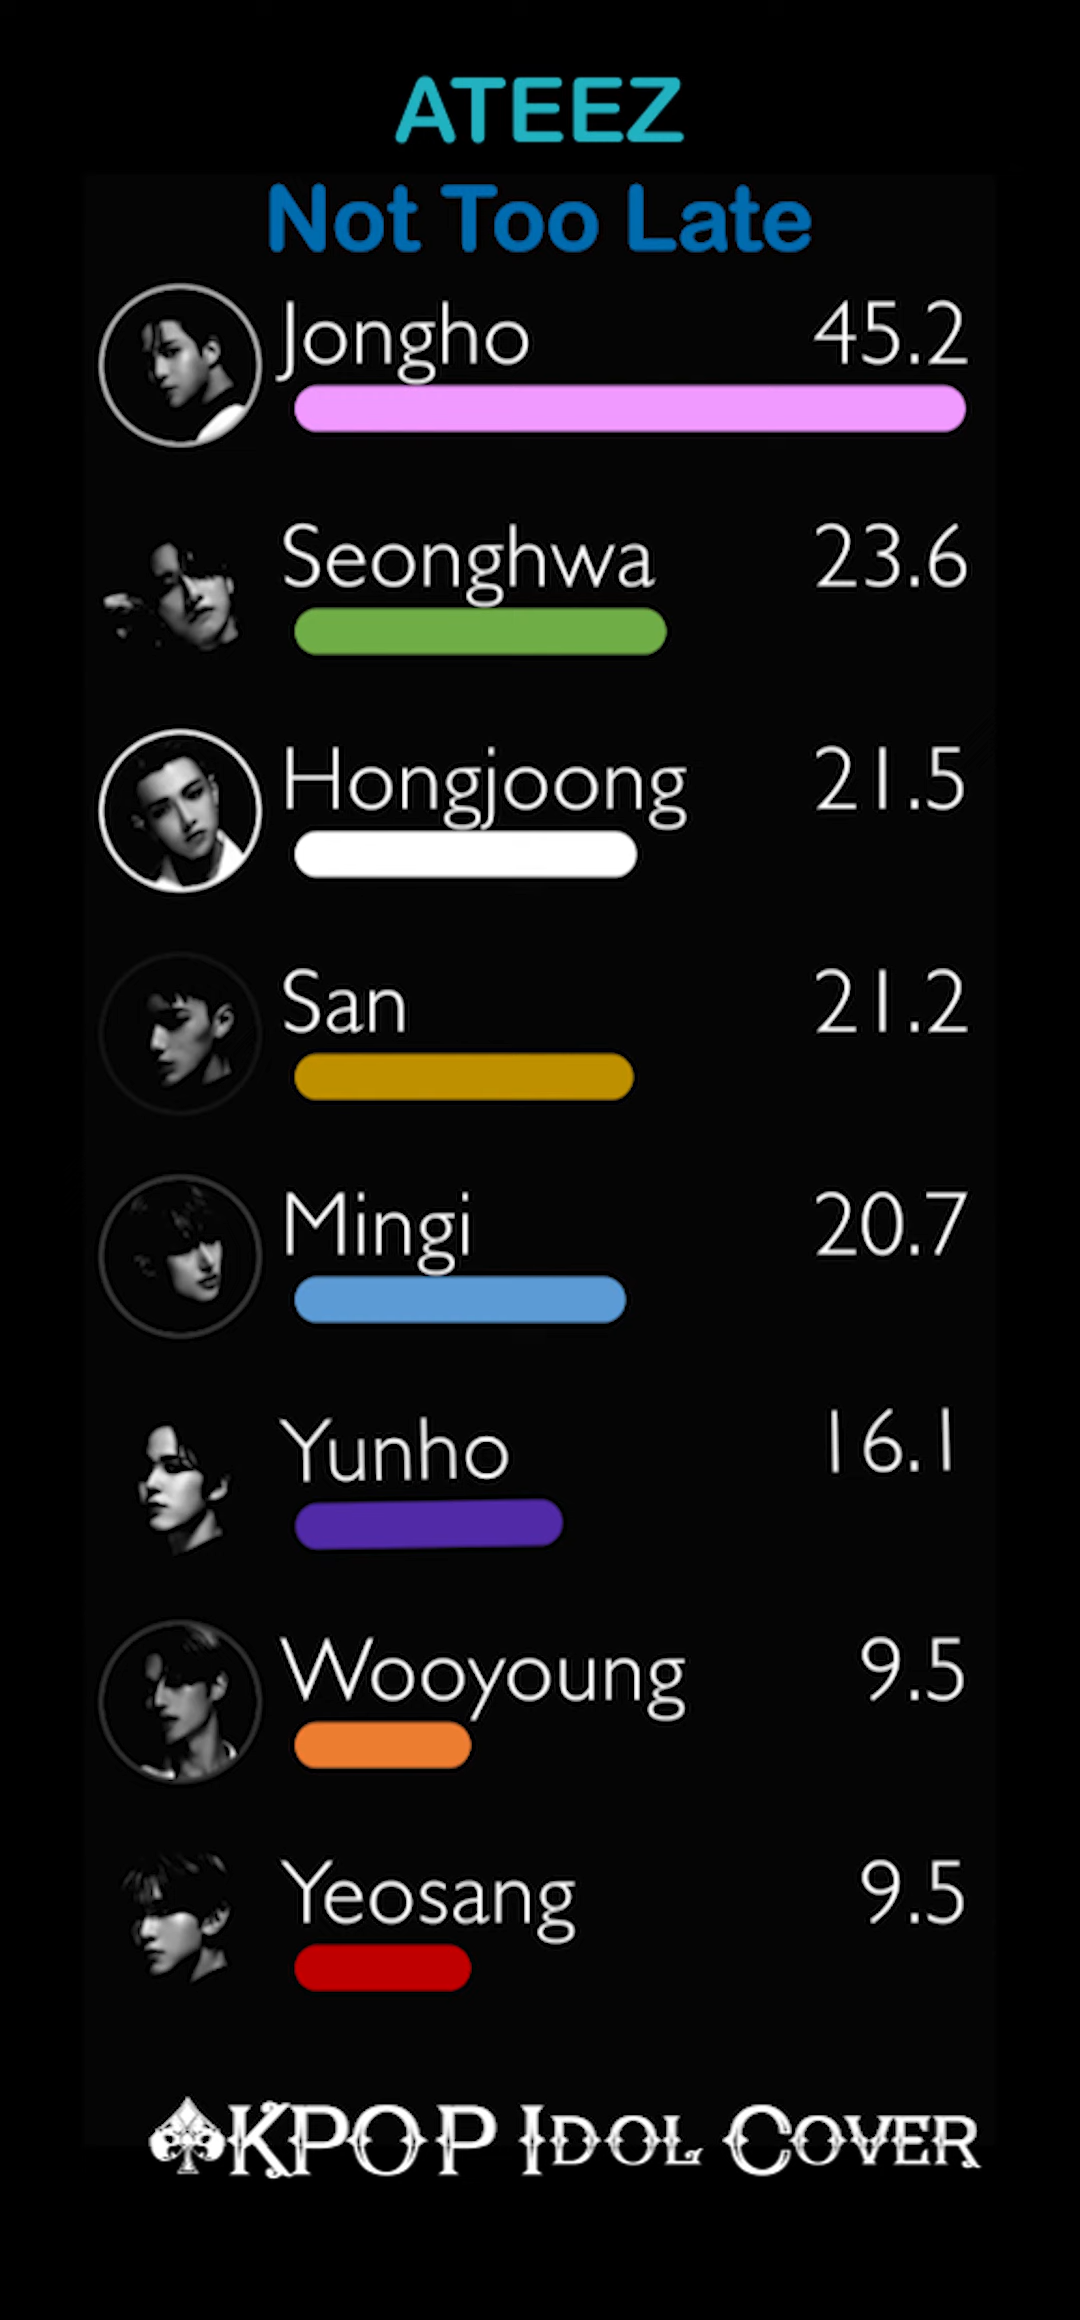 ATEEZ
Not Too Late
Jongho 45.2
Seonghwa 23.6
Hongjoong 21.5
San 21.2
Mingi 20.7
Yunho 16.1
Wooyoung 9.5
Yeosang 9.5
KPOP IDOL COVER